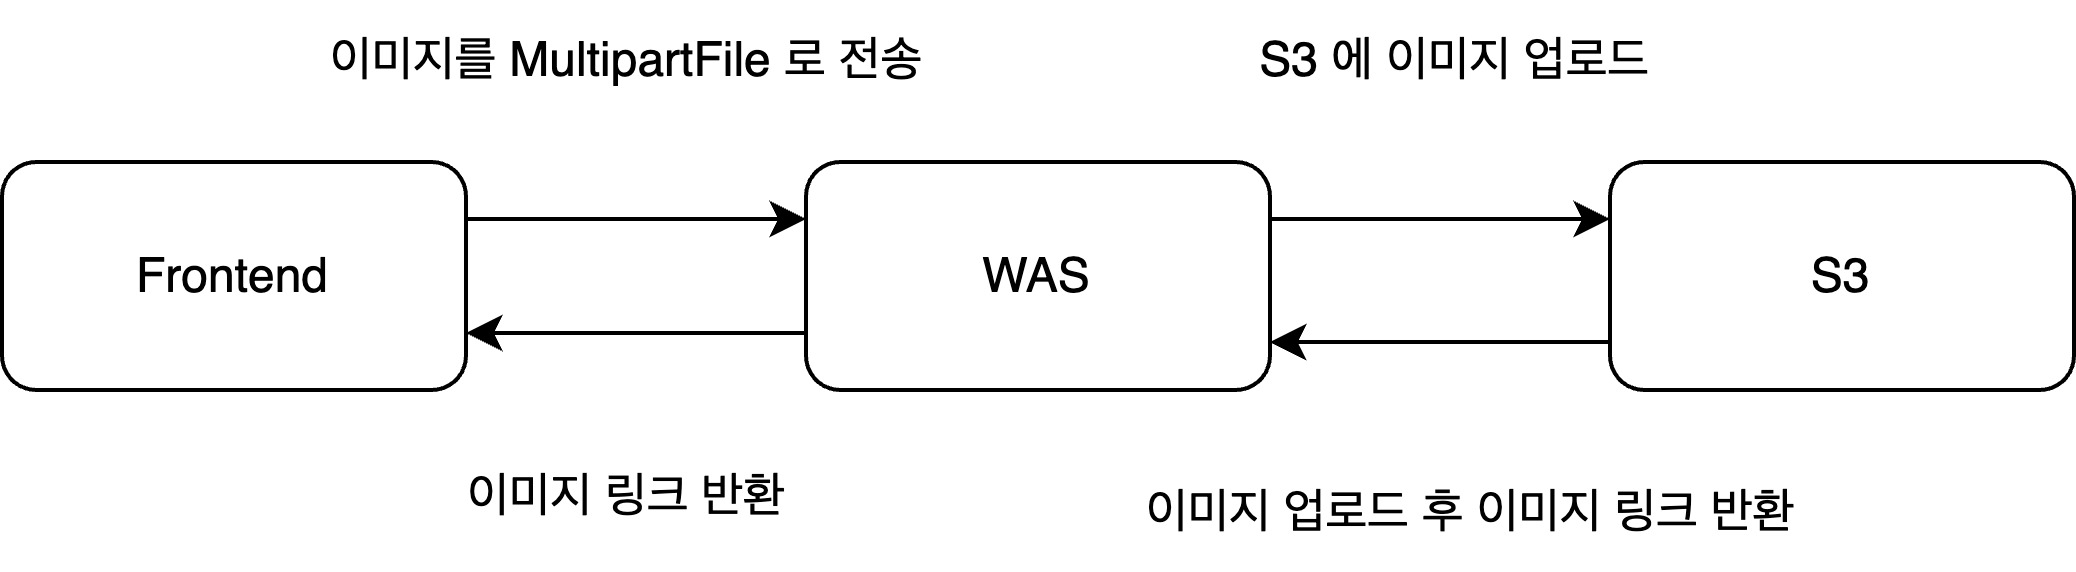 이미지를 MultipartFile 로 전송
S3 에 이미지 업로드
Frontend
WAS
S3
이미지 링크 반환
이미지 업로드 후 이미지 링크 반환